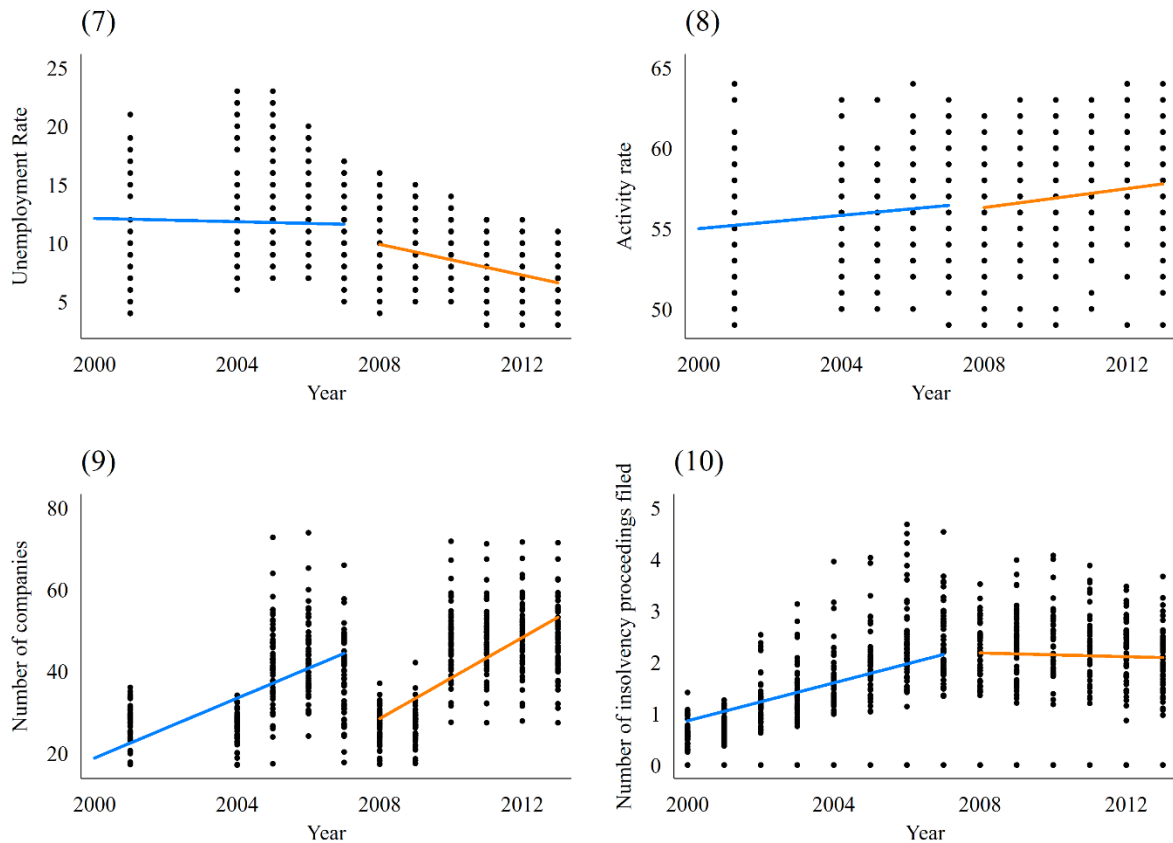 (7)
Unemployment Rate
25
20
15
10
5
2000 2004 2008 2012
Year
(8)
Activity rate
65
60
55
50
2000 2004 2008 2012
Year
(9)
Number of companies
80
60
40
20
2000 2004 2008 2012
Year
(10)
Number of insolvency proceedings filed
5
4
3
2
1
0
2000 2004 2008 2012
Year